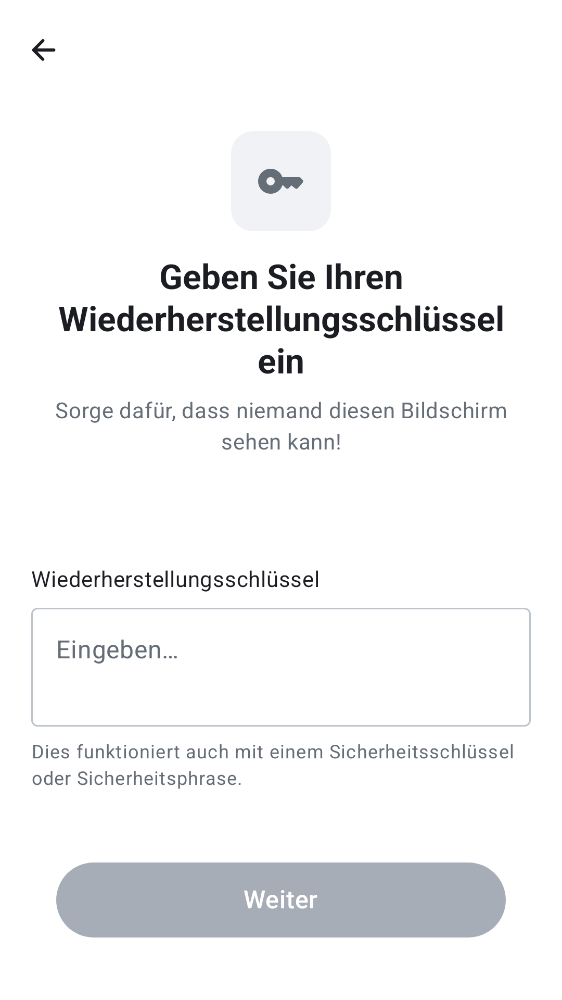 Geben Sie Ihren
Wiederherstellungsschlüssel
ein
Sorge dafür, dass niemand diesen Bildschirm
sehen kann!
Wiederherstellungsschlüssel
Eingeben…
Dies funktioniert auch mit einem Sicherheitsschlüssel
oder Sicherheitsphrase.
Weiter